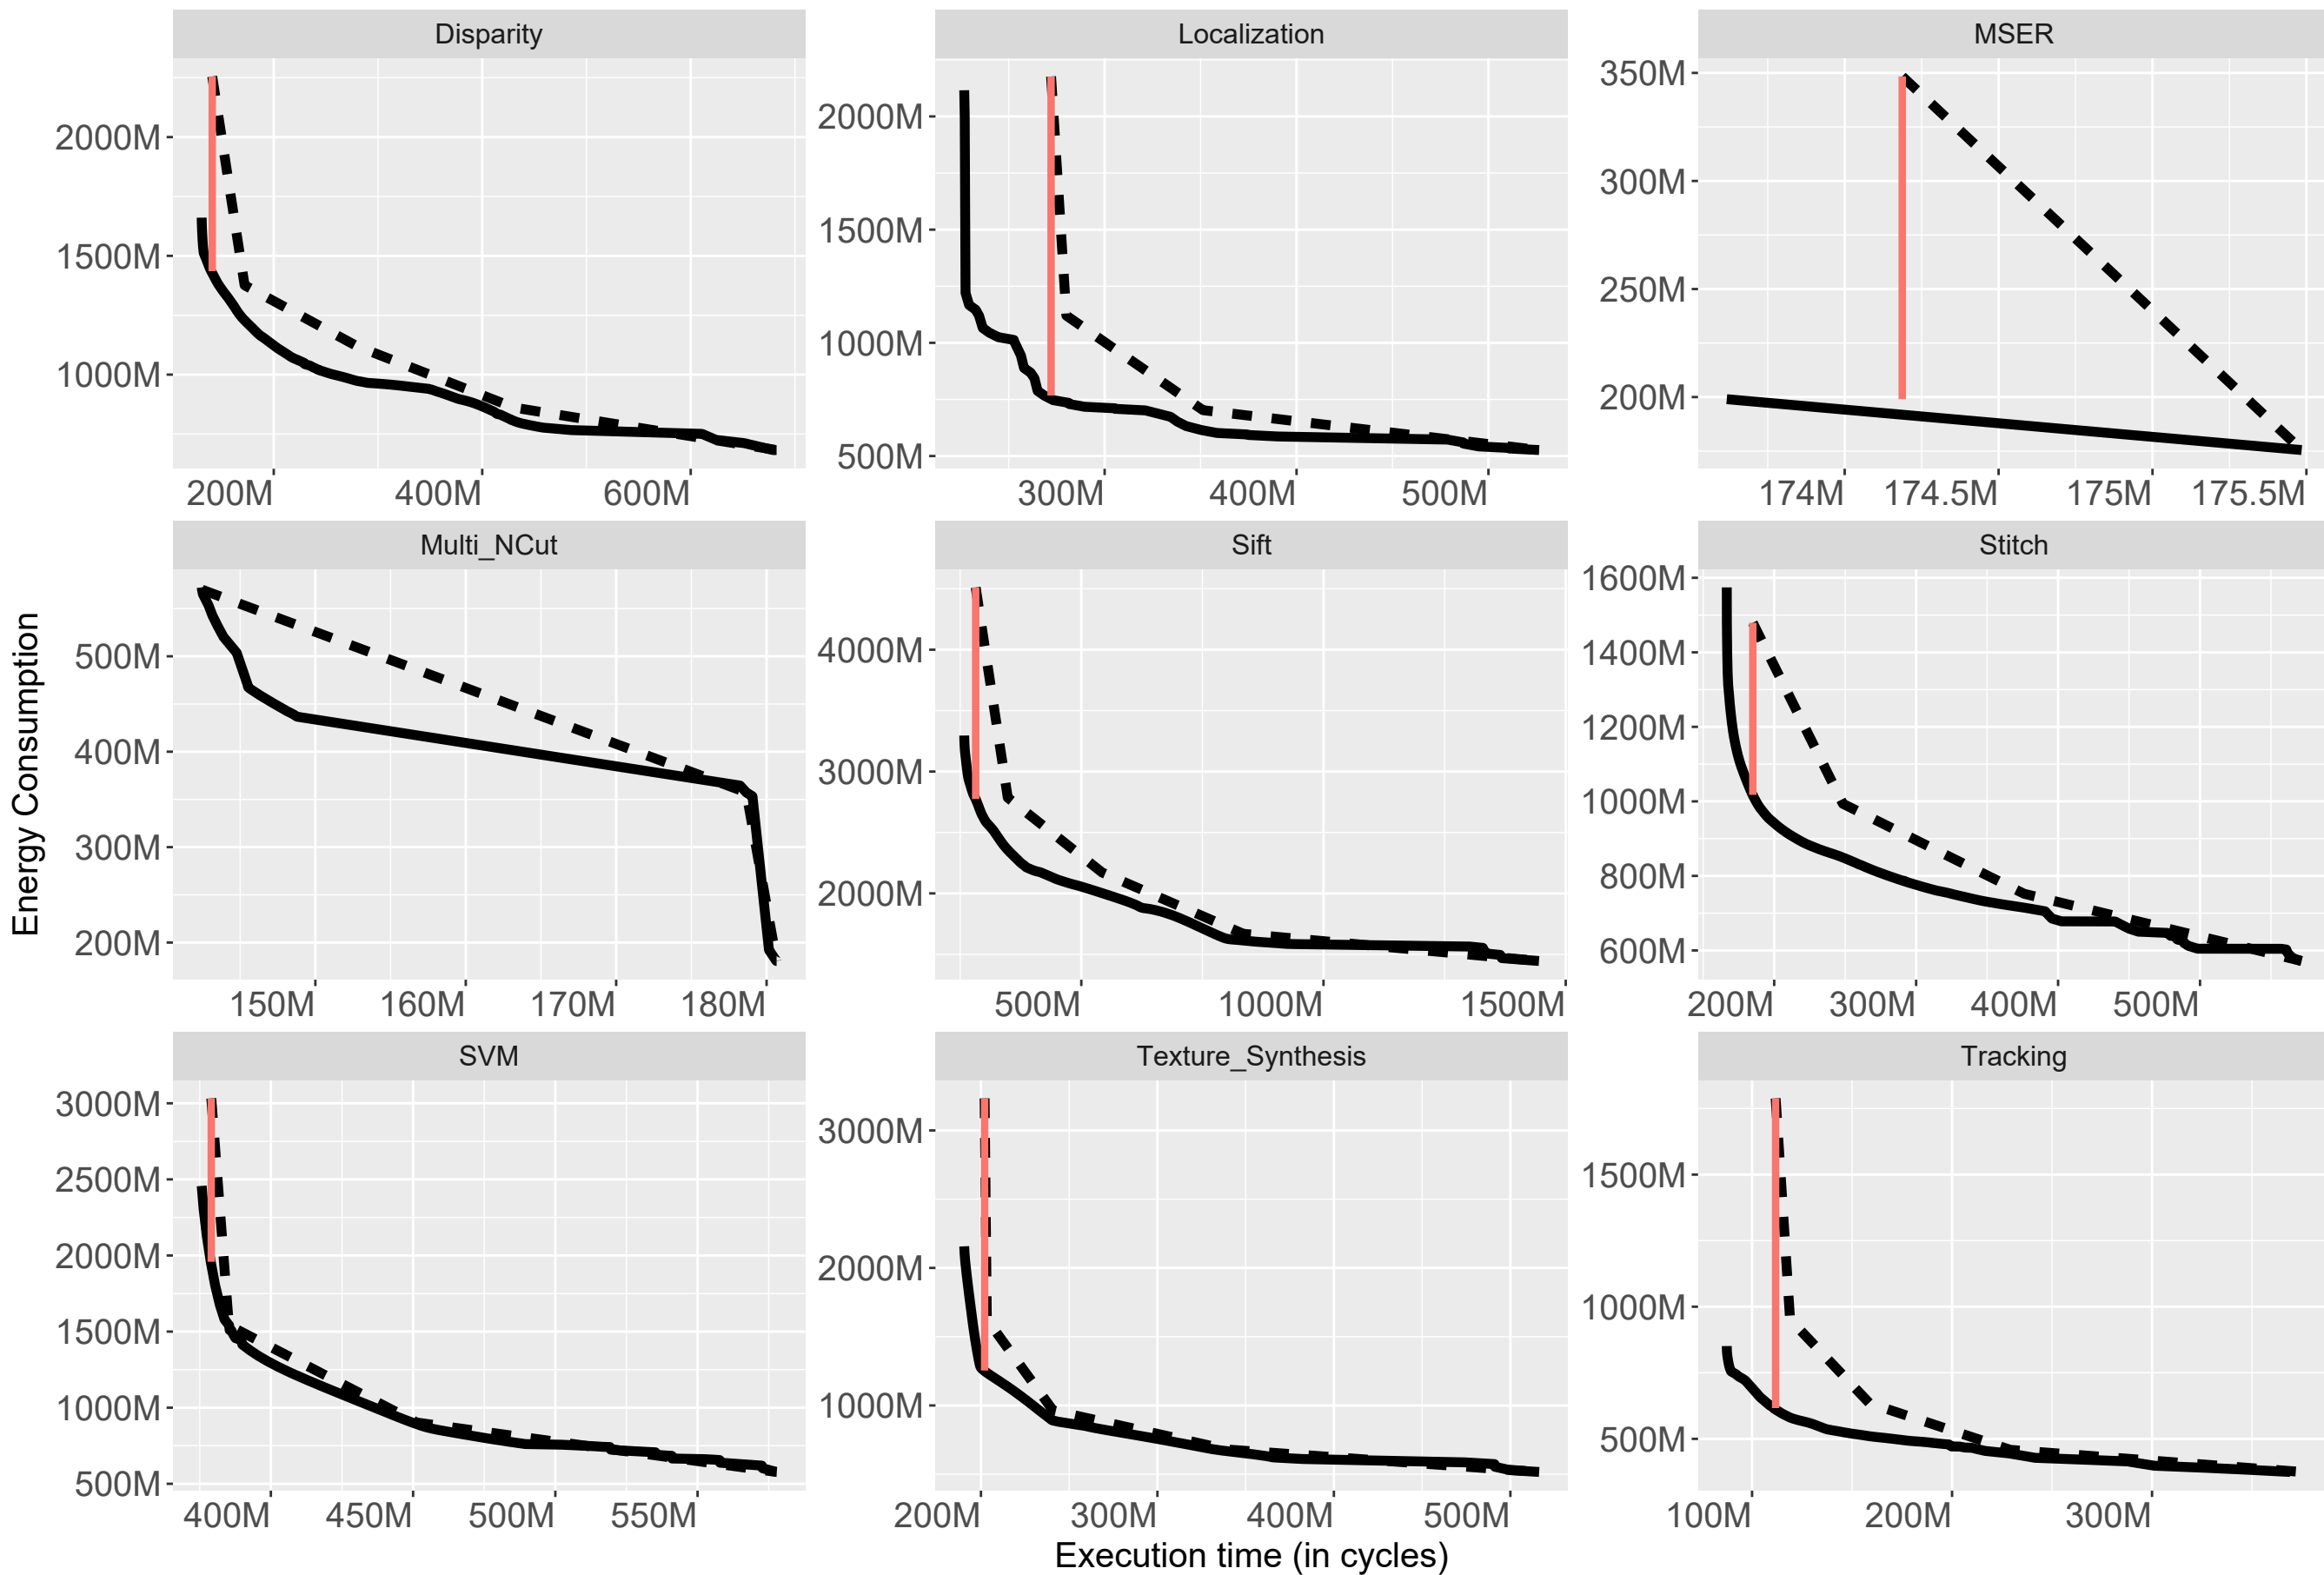 Disparity
Localization
MSER
2000M
1500M
1000M
2000M
1500M
1000M
500M
350M
300M
250M
200M
200M 400M 600M
300M 400M 500M
174M 174.5M 175M 175.5M
Multi_NCut
Sift
Stitch
500M
400M
300M
200M
4000M
3000M
2000M
1600M
1400M
1200M
1000M
800M
600M
150M 160M 170M 180M
500M 1000M 1500M
200M 300M 400M 500M
SVM
Texture_Synthesis
Tracking
3000M
2500M
2000M
1500M
1000M
500M
3000M
2000M
1000M
1500M
1000M
500M
400M 450M 500M 550M
200M 300M 400M 500M
100M 200M 300M
Energy Consumption
Execution time (in cycles)